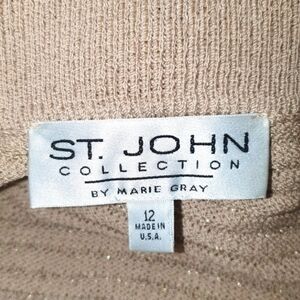 ST. JOHN
COLLECTION
BY MARIE GRAY
12
MADE IN
U.S.A.